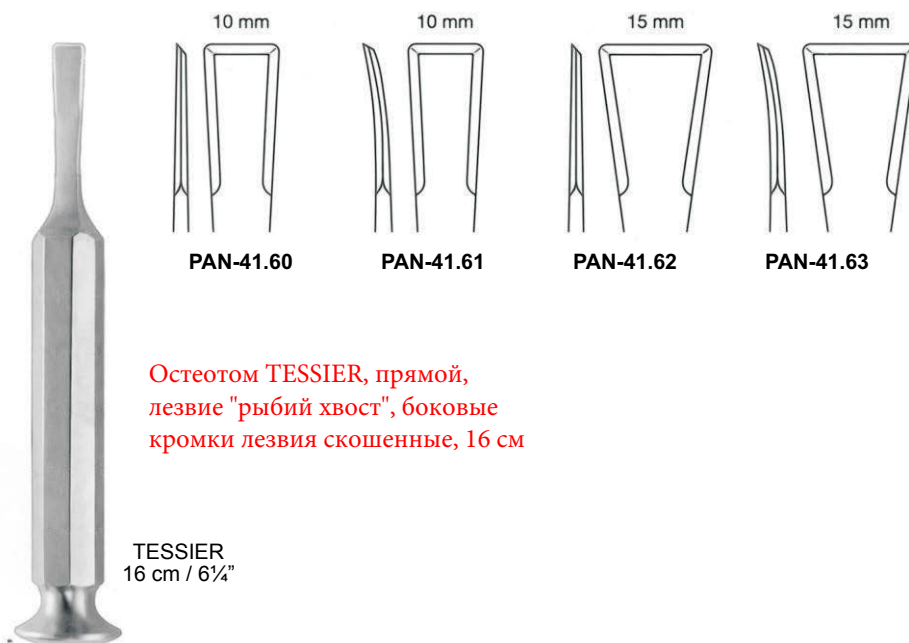 10 mm
10 mm
15 mm
15 mm
PAN-41.60
PAN-41.61
PAN-41.62
PAN-41.63
Остеотом TESSIER, прямой,
лезвие "рыбий хвост", боковые
кромки лезвия скошенные, 16 см
TESSIER
16 cm / 6¼”